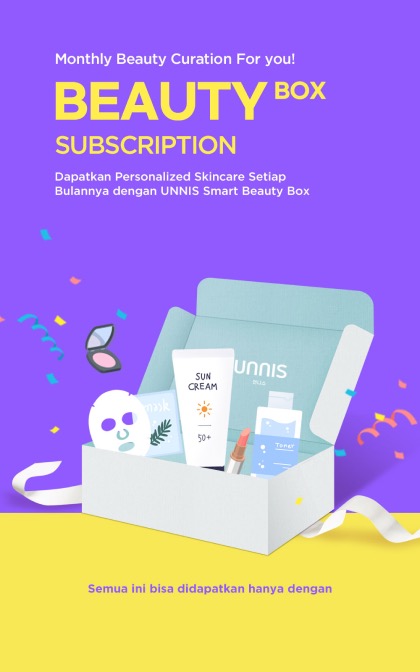 Monthly Beauty Curation For you!
BEAUTY BOX
SUBSCRIPTION
Dapatkan Personalized Skincare Setiap
Bulannya dengan UNNIS Smart Beauty Box
UNNIS
SUN
CREAM
50+
Toner
Semua ini bisa didapatkan hanya dengan